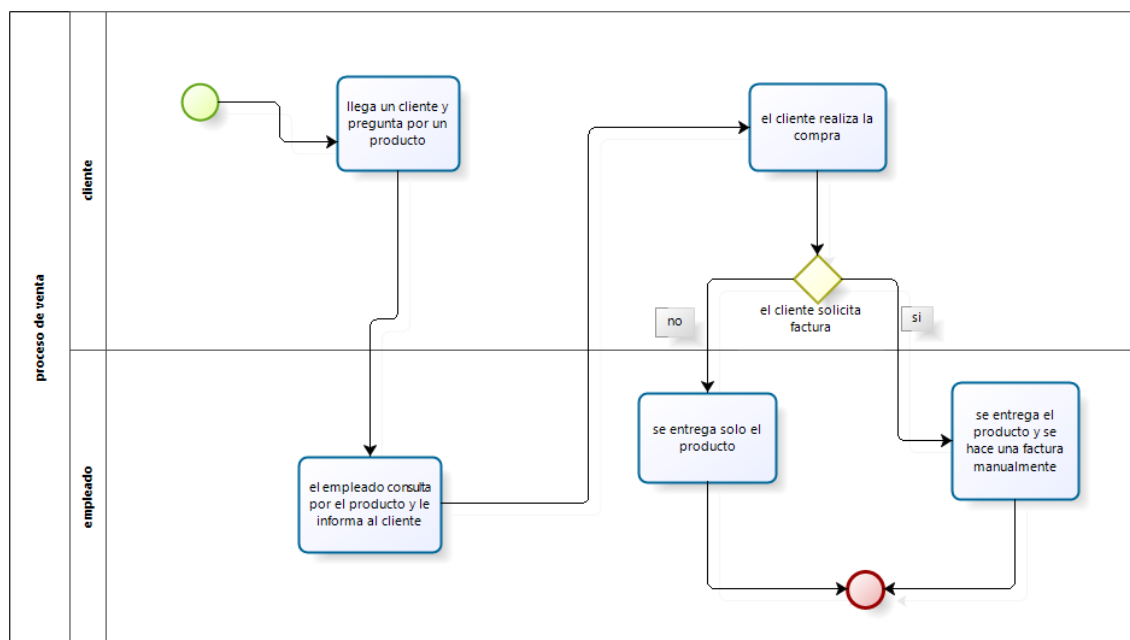 proceso de venta
cliente
llega un cliente y
pregunta por un
producto
el cliente realiza la
compra
el cliente solicita
factura
no
si
empleado
el empleado consulta
por el producto y le
informa al cliente
se entrega solo el
producto
se entrega el
producto y se
hace una factura
manualmente